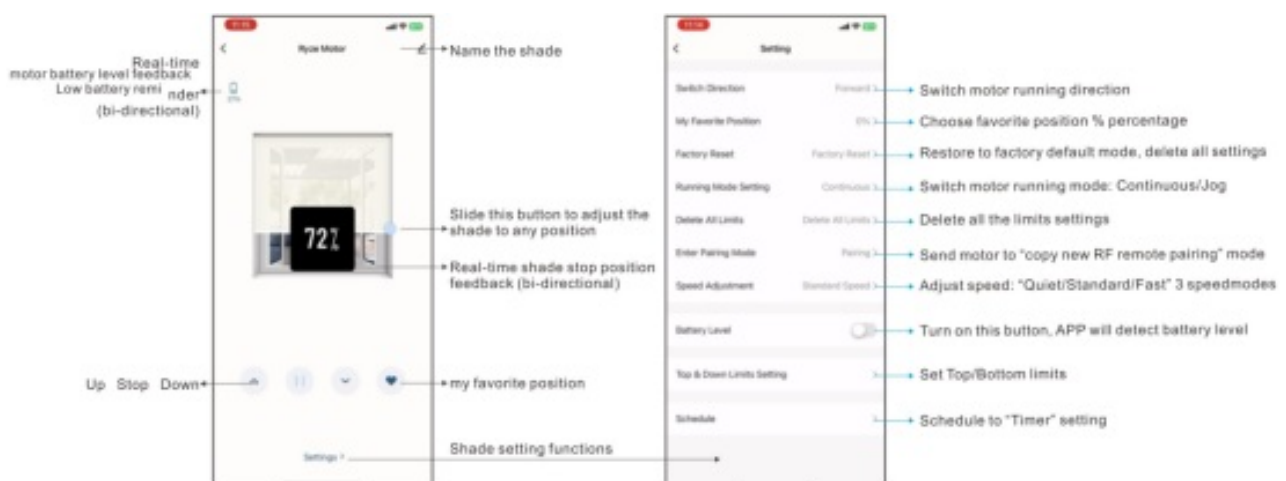 11:15
Ryze Motor
Name the shade
Real-time
motor battery level feedback
Low battery remi nder
(bi-directional)
72%
Slide this button to adjust the
shade to any position
Real-time shade stop position
feedback (bi-directional)
Up Stop Down
my favorite position
Settings
Shade setting functions
Setting
Switch Direction Forward Switch motor running direction
My Favorite Position 0% Choose favorite position % percentage
Factory Reset Factory Reset Restore to factory default mode, delete all settings
Running Mode Setting Continuous Switch motor running mode: Continuous/Jog
Delete All Limits Delete All Limits Delete all the limits settings
Enter Pairing Mode Pairing Send motor to "copy new RF remote pairing" mode
Speed Adjustment Standard Speed Adjust speed: "Quiet/Standard/Fast" 3 speedmodes
Battery Level Turn on this button, APP will detect battery level
Top & Down Limits Setting Set Top/Bottom limits
Schedule Schedule to "Timer" setting